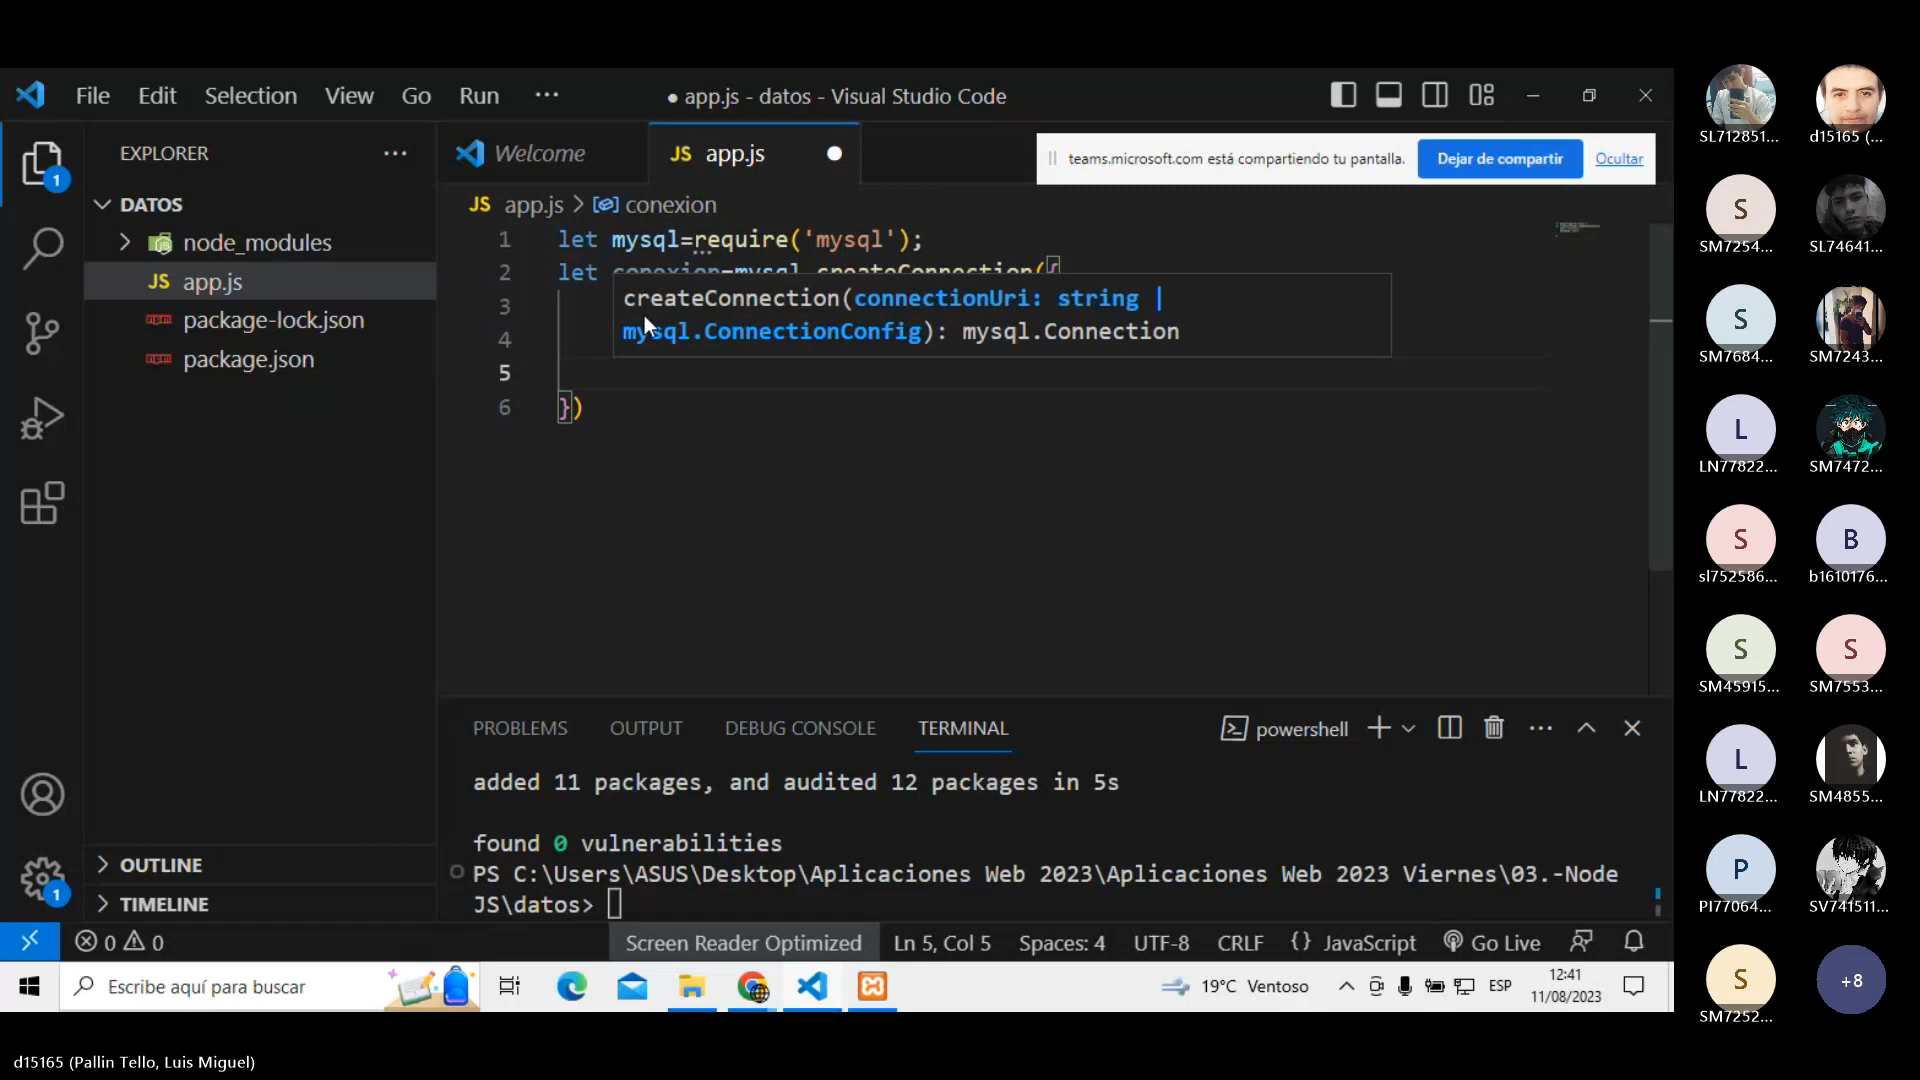 File Edit Selection View Go Run ···
● app.js - datos - Visual Studio Code
EXPLORER ···
1
DATOS
node_modules
JS app.js
package-lock.json
package.json
OUTLINE
TIMELINE
1
Welcome
JS app.js ●
teams.microsoft.com está compartiendo tu pantalla. Dejar de compartir Ocultar
JS app.js > conexion
1 let mysql=require('mysql');
2 let conexion=mysql.createConnection({
3
4
5
6 })
createConnection(connectionUri: string |
mysql.ConnectionConfig): mysql.Connection
PROBLEMS OUTPUT DEBUG CONSOLE TERMINAL
powershell ···
added 11 packages, and audited 12 packages in 5s
found 0 vulnerabilities
PS C:\Users\ASUS\Desktop\Aplicaciones Web 2023\Aplicaciones Web 2023 Viernes\03.-Node
JS\datos>
0 0 Screen Reader Optimized Ln 5, Col 5 Spaces: 4 UTF-8 CRLF {} JavaScript Go Live
Escribe aquí para buscar
19°C Ventoso
ESP
12:41
11/08/2023
SL712851...
d15165 (...
S
SM7254...
SL74641...
S
SM7684...
SM7243...
L
LN77822...
SM7472...
S
sl752586...
B
b1610176...
S
SM45915...
S
SM7553...
L
LN77822...
SM4855...
P
PI77064...
SV741511...
S
SM7252...
+8
d15165 (Pallin Tello, Luis Miguel)